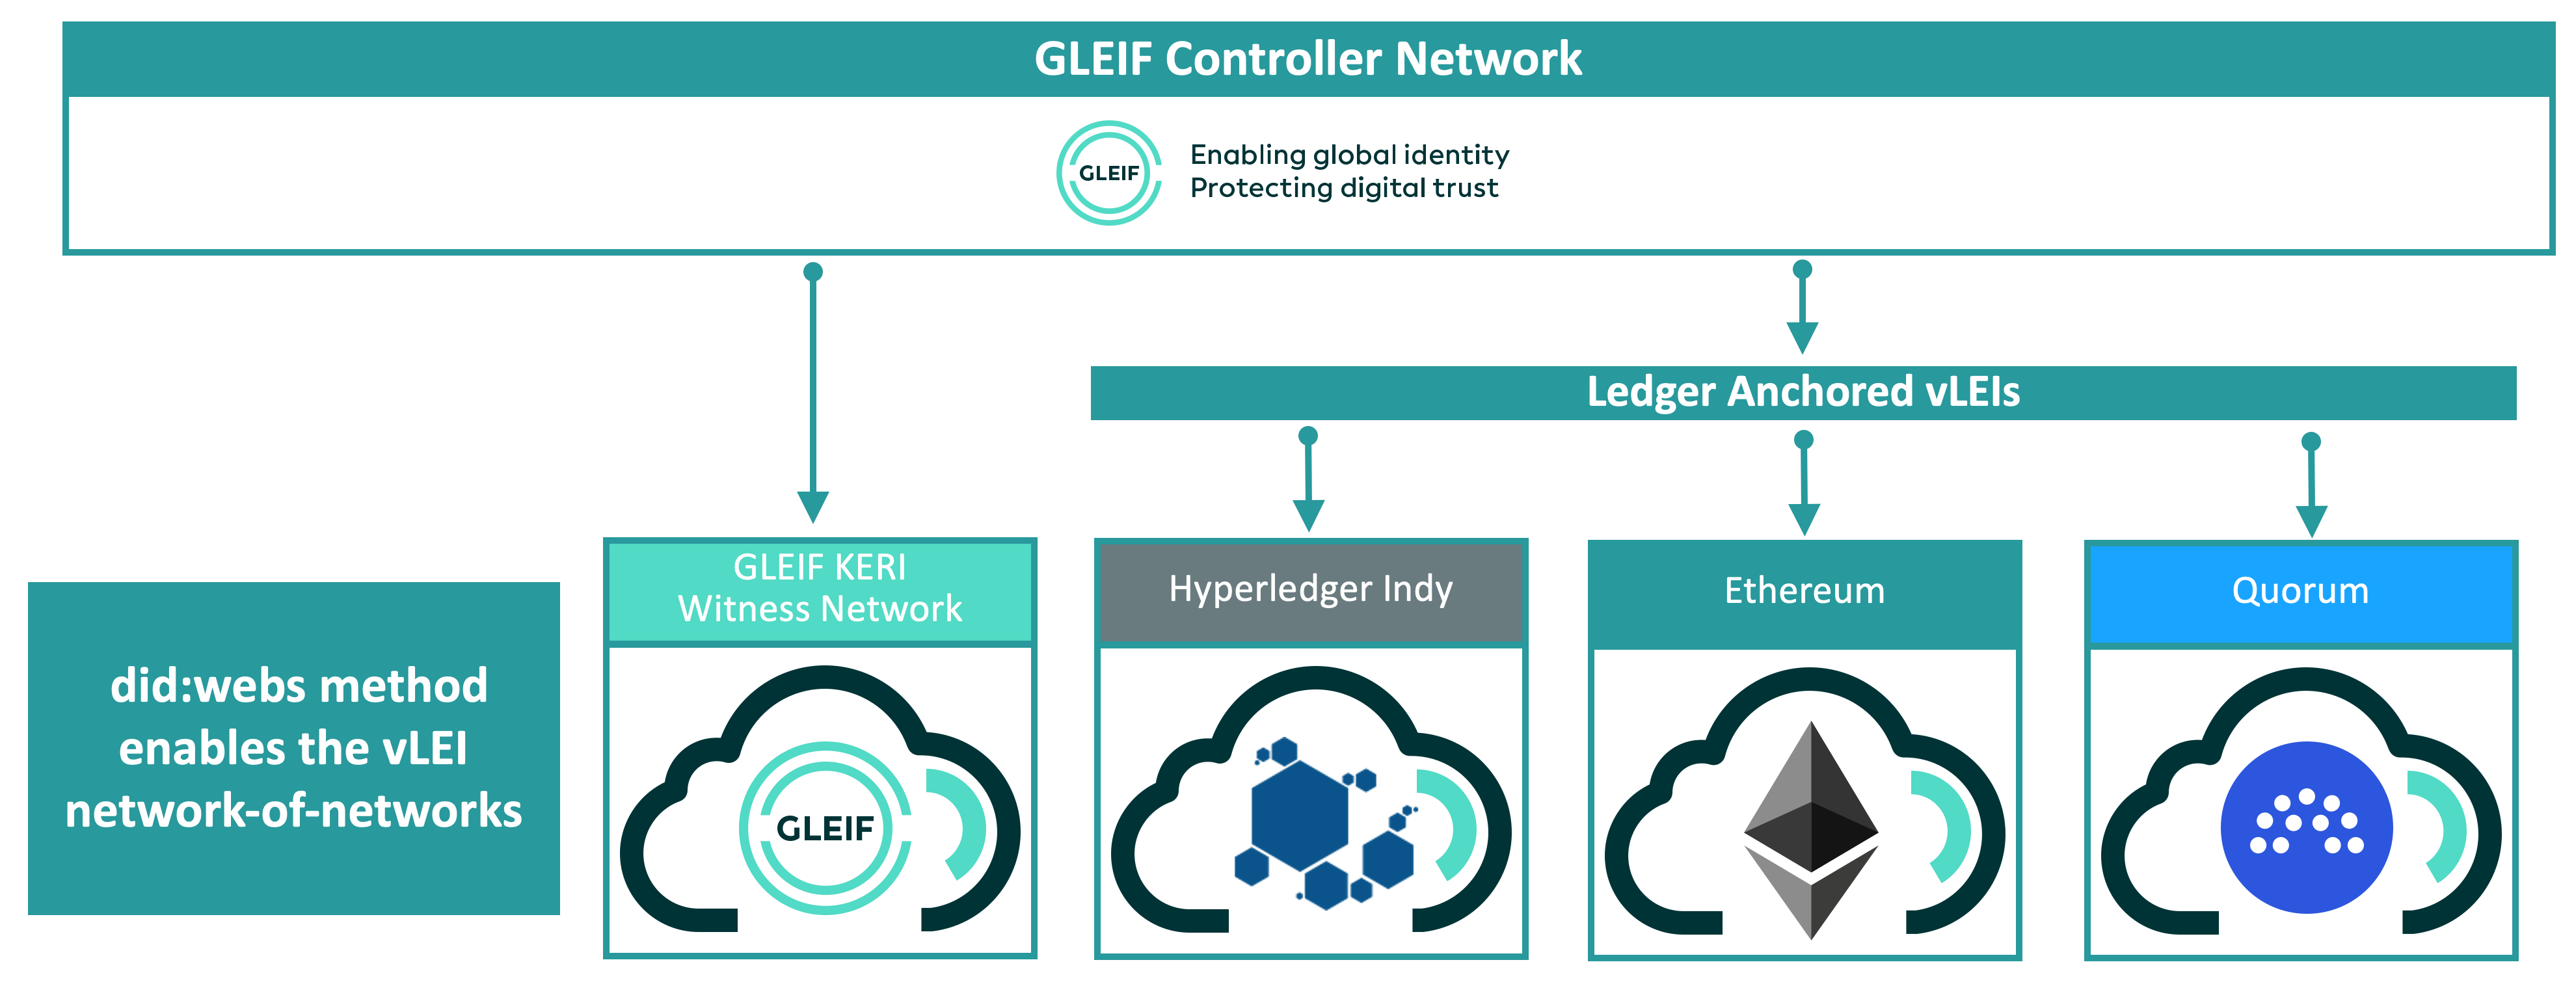 GLEIF Controller Network
GLEIF
Enabling global identity
Protecting digital trust
Ledger Anchored vLEIs
GLEIF KERI
Witness Network
Hyperledger Indy
Ethereum
Quorum
did:webs method
enables the vLEI
network-of-networks
GLEIF